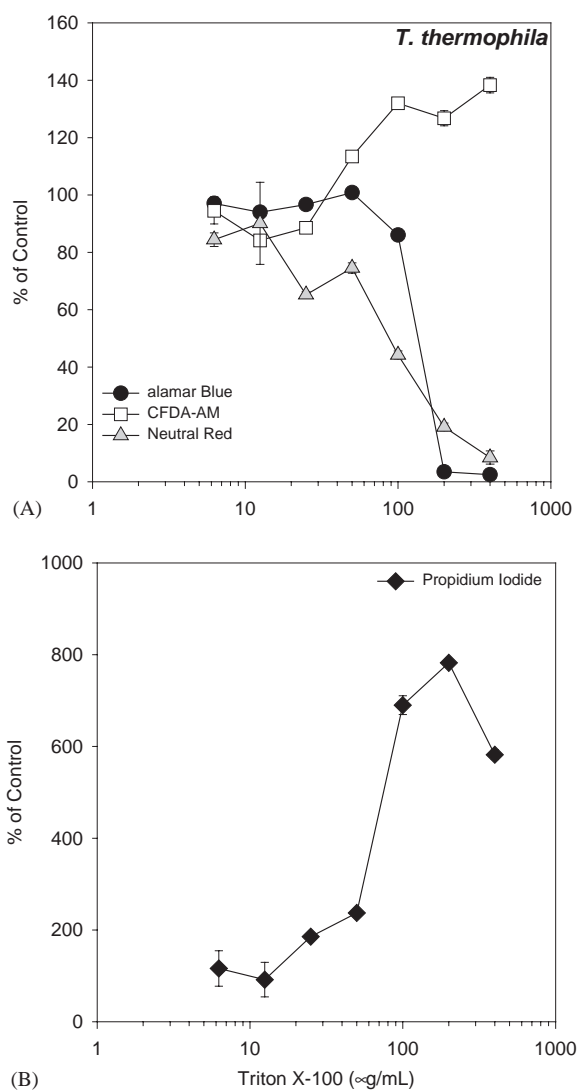 160
T. thermophila
140
120
100
80
60
40
20
0
% of Control
alamar Blue
CFDA-AM
Neutral Red
1 10 100 1000
(A)
1000
Propidium Iodide
800
600
400
200
0
% of Control
1 10 100 1000
(B)
Triton X-100 (∝g/mL)